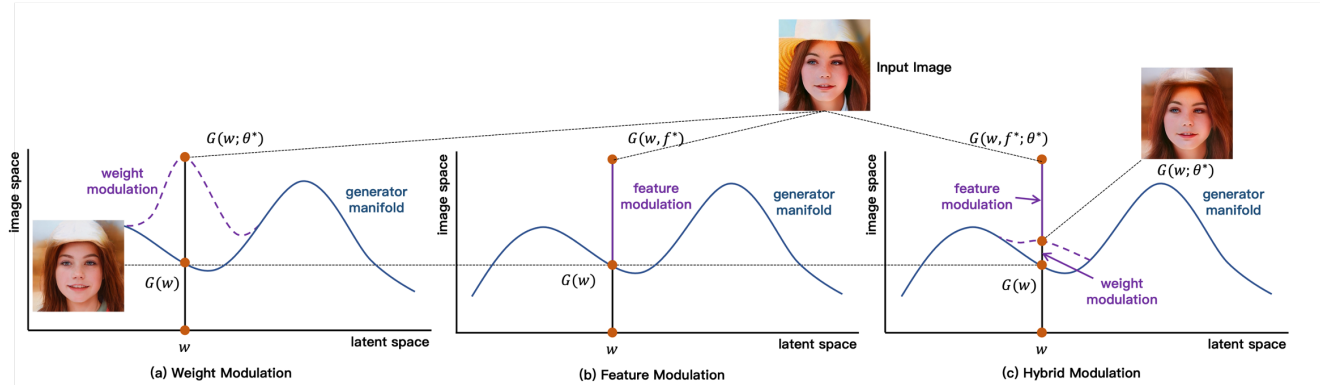 Input Image
G(w; θ*)
image space
weight
modulation
generator
manifold
G(w)
w
latent space
(a) Weight Modulation
G(w, f*)
image space
feature
modulation
generator
manifold
G(w)
w
latent space
(b) Feature Modulation
G(w, f*; θ*)
G(w; θ*)
image space
feature
modulation
generator
manifold
G(w)
weight
modulation
w
latent space
(c) Hybrid Modulation